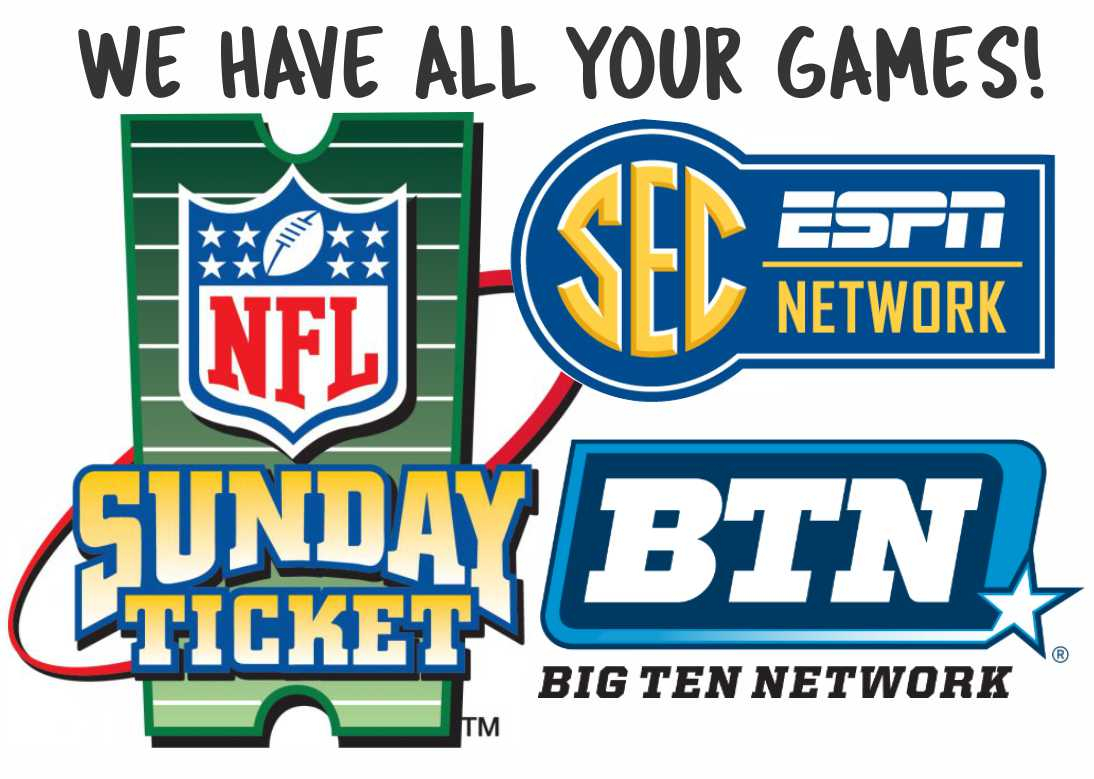 WE HAVE ALL YOUR GAMES!
NFL
SUNDAY
TICKET
TM
SEC
ESPN
NETWORK
BTN
®
BIG TEN NETWORK